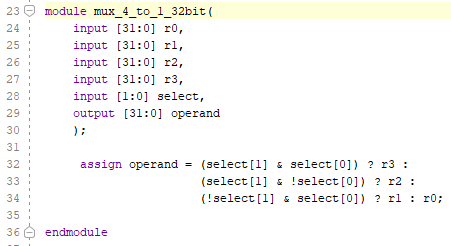 23 module mux_4_to_1_32bit(
24 input [31:0] r0,
25 input [31:0] r1,
26 input [31:0] r2,
27 input [31:0] r3,
28 input [1:0] select,
29 output [31:0] operand
30 );
31
32 assign operand = (select[1] & select[0]) ? r3 :
33 (select[1] & !select[0]) ? r2 :
34 (!select[1] & select[0]) ? r1 : r0;
35
36 endmodule